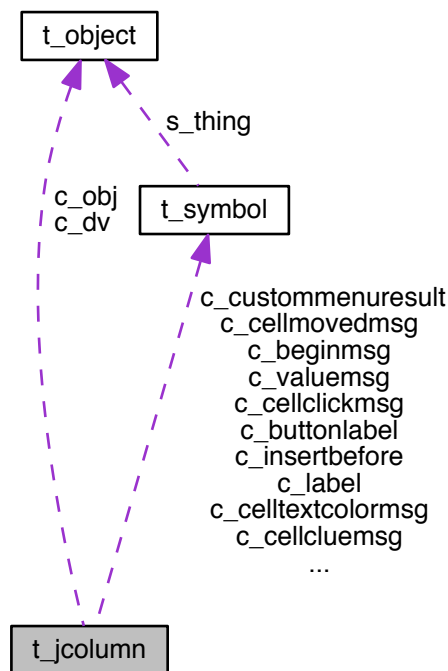 t_object
s_thing
c_obj
c_dv
t_symbol
c_custommenuresult
c_cellmovedmsg
c_beginmsg
c_valuemsg
c_cellclickmsg
c_buttonlabel
c_insertbefore
c_label
c_celltextcolormsg
c_cellcluemsg
...
t_jcolumn